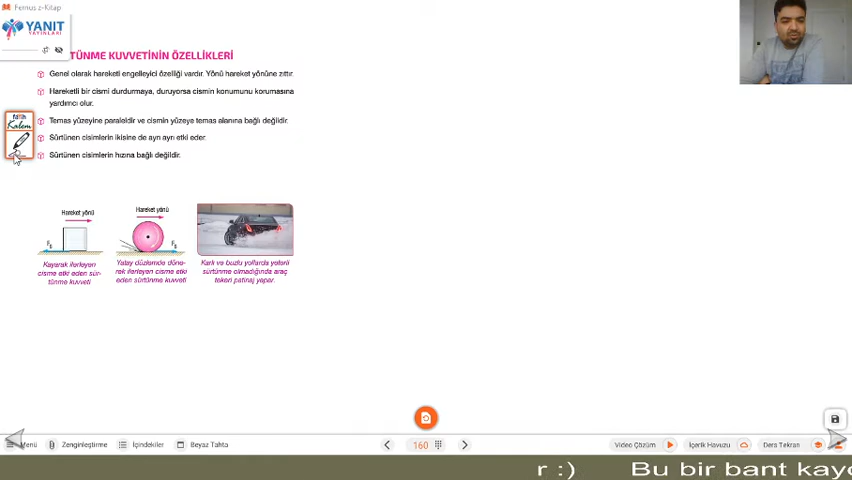 Fernus z-Kitap
YANIT
YAYINLARI
TÜNME KUVVETİNİN ÖZELLİKLERİ
Genel olarak hareketi engelleyici özelliği vardır. Yönü hareket yönüne zıttır.
Hareketli bir cismi durdurmaya, duruyorsa cismin konumunu korumasına
yardımcı olur.
Temas yüzeyine paraleldir ve cismin yüzeye temas alanına bağlı değildir.
Sürtünen cisimlerin ikisine de ayrı ayrı etki eder.
Sürtünen cisimlerin hızına bağlı değildir.
fatih
Kalem
Hareket yönü
Fs
Kayarak ilerleyen
cisme etki eden sür-
tünme kuvveti
Hareket yönü
Fs
Yatay düzlemde döne-
rek ilerleyen cisme etki
eden sürtünme kuvveti
Karlı ve buzlu yollarda yeterli
sürtünme olmadığında araç
tekeri patinaj yapar.
Menü Zenginleştirme İçindekiler Beyaz Tahta 160 Video Çözüm İçerik Havuzu Ders Tekran
r :) Bu bir bant kayd